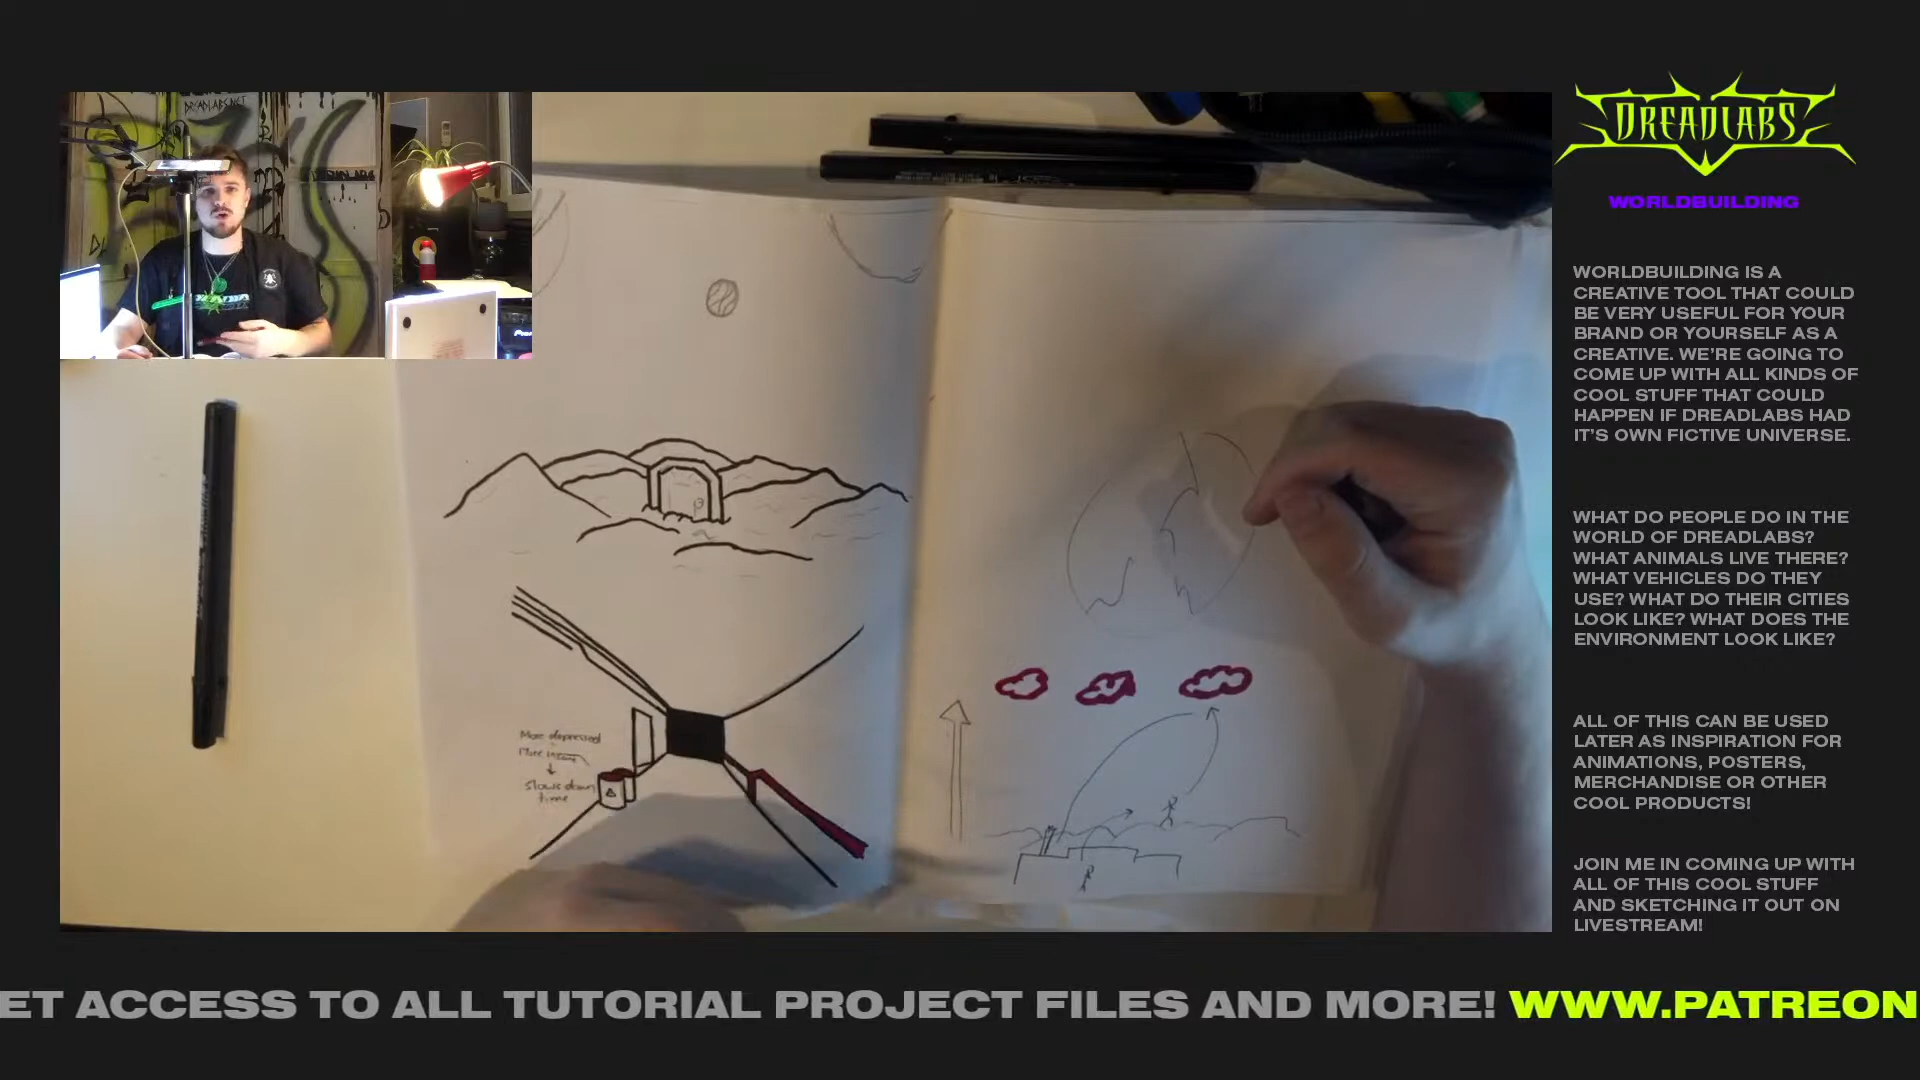 DREADLABS.NET
DREADLABS
WORLDBUILDING
WORLDBUILDING IS A
CREATIVE TOOL THAT COULD
BE VERY USEFUL FOR YOUR
BRAND OR YOURSELF AS A
CREATIVE. WE'RE GOING TO
COME UP WITH ALL KINDS OF
COOL STUFF THAT COULD
HAPPEN IF DREADLABS HAD
IT'S OWN FICTIVE UNIVERSE.
WHAT DO PEOPLE DO IN THE
WORLD OF DREADLABS?
WHAT ANIMALS LIVE THERE?
WHAT VEHICLES DO THEY
USE? WHAT DO THEIR CITIES
LOOK LIKE? WHAT DOES THE
ENVIRONMENT LOOK LIKE?
ALL OF THIS CAN BE USED
LATER AS INSPIRATION FOR
ANIMATIONS, POSTERS,
MERCHANDISE OR OTHER
COOL PRODUCTS!
JOIN ME IN COMING UP WITH
ALL OF THIS COOL STUFF
AND SKETCHING IT OUT ON
LIVESTREAM!
More depressed
More
Slows down
time
ET ACCESS TO ALL TUTORIAL PROJECT FILES AND MORE! WWW.PATREON